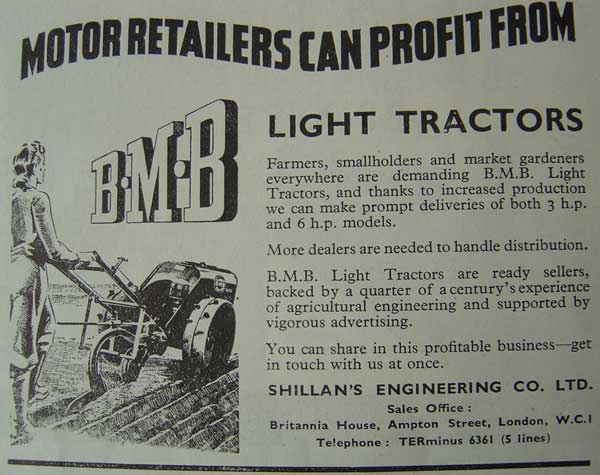 MOTOR RETAILERS CAN PROFIT FROM
B.M.B
LIGHT TRACTORS
Farmers, smallholders and market gardeners
everywhere are demanding B.M.B. Light
Tractors, and thanks to increased production
we can make prompt deliveries of both 3 h.p.
and 6 h.p. models.
More dealers are needed to handle distribution.
B.M.B. Light Tractors are ready sellers,
backed by a quarter of a century's experience
of agricultural engineering and supported by
vigorous advertising.
You can share in this profitable business—get
in touch with us at once.
SHILLAN'S ENGINEERING CO. LTD.
Sales Office :
Britannia House, Ampton Street, London, W.C.1
Telephone : TERminus 6361 (5 lines)